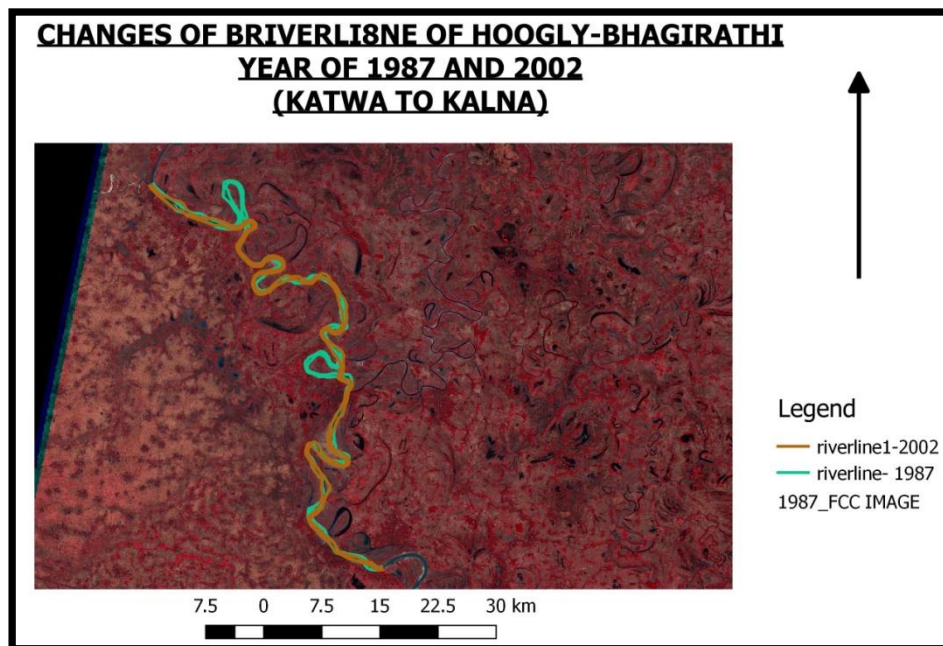 CHANGES OF BRIVERLI8NE OF HOOGLY-BHAGIRATHI
YEAR OF 1987 AND 2002
(KATWA TO KALNA)
Legend
riverline1-2002
riverline- 1987
1987_FCC IMAGE
7.5 0 7.5 15 22.5 30 km